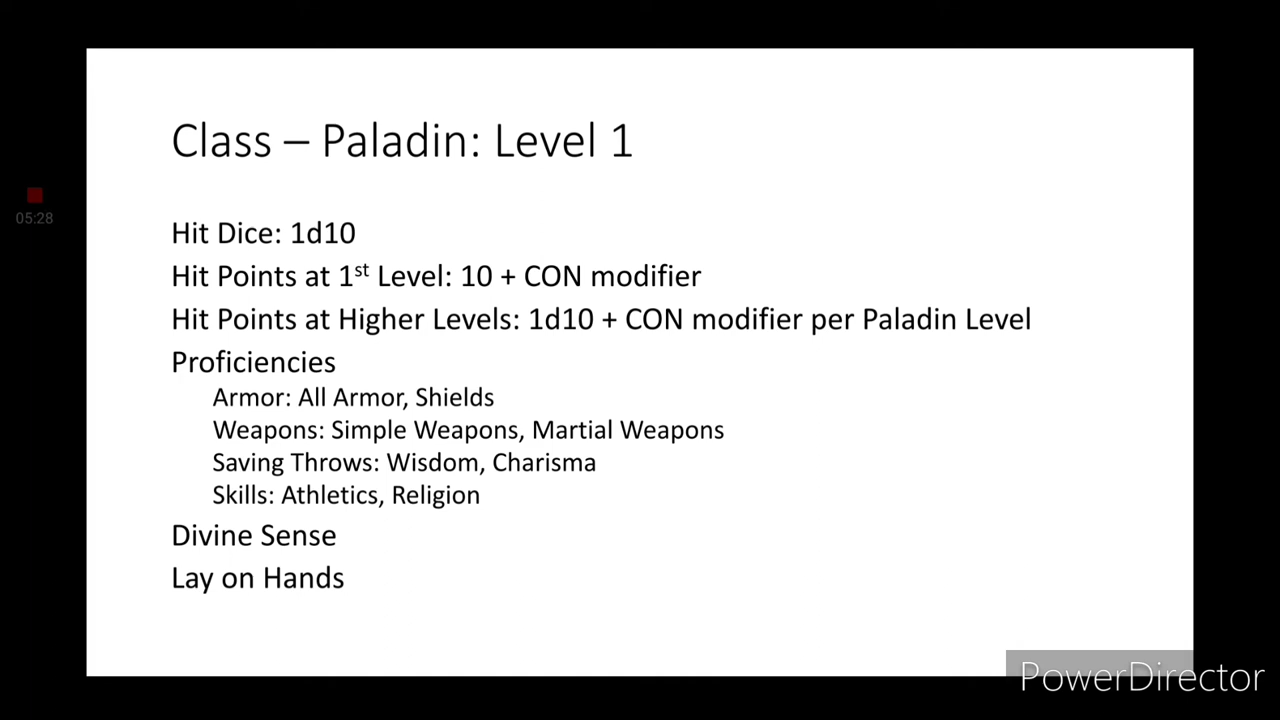 Class – Paladin: Level 1
05:28
Hit Dice: 1d10
Hit Points at 1st Level: 10 + CON modifier
Hit Points at Higher Levels: 1d10 + CON modifier per Paladin Level
Proficiencies
Armor: All Armor, Shields
Weapons: Simple Weapons, Martial Weapons
Saving Throws: Wisdom, Charisma
Skills: Athletics, Religion
Divine Sense
Lay on Hands
PowerDirector